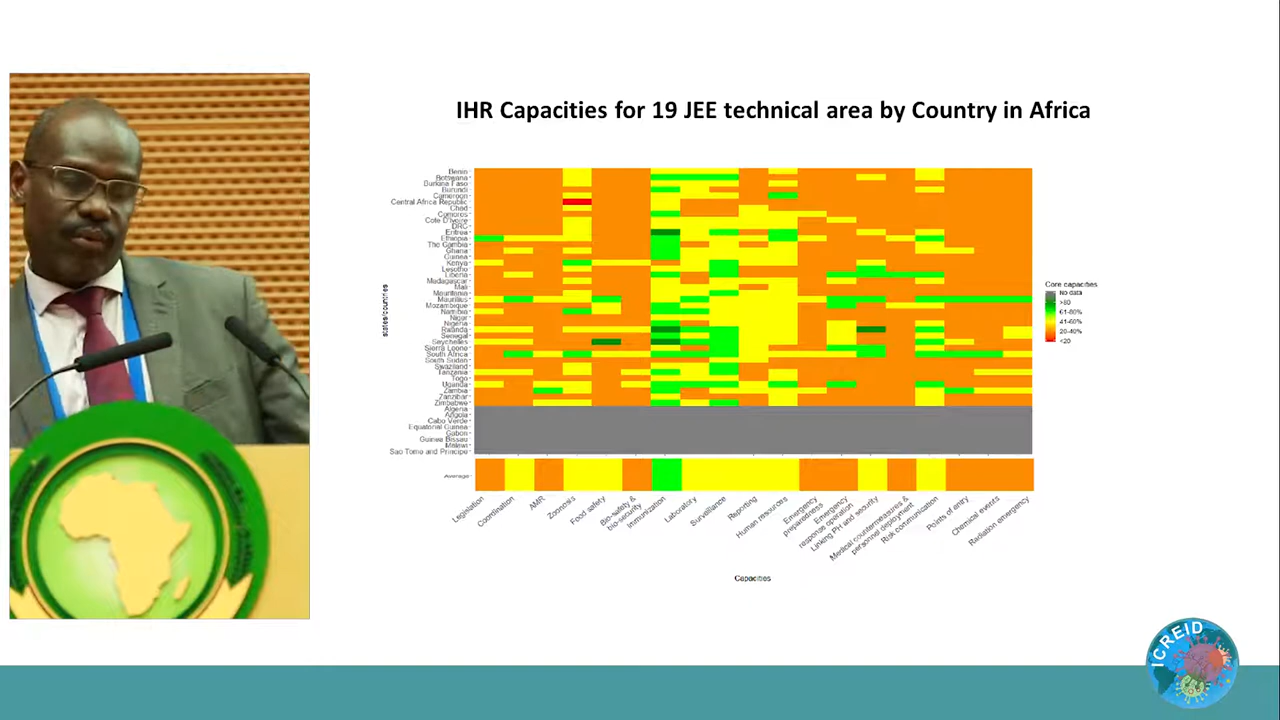 IHR Capacities for 19 JEE technical area by Country in Africa
states/countries
Benin
Botswana
Burkina Faso
Burundi
Cameroon
Central Africa Republic
Chad
Comoros
Cote D'Ivoire
DRC
Eritrea
Ethiopia
The Gambia
Ghana
Guinea
Kenya
Lesotho
Liberia
Madagascar
Mali
Mauritania
Mauritius
Mozambique
Namibia
Niger
Nigeria
Rwanda
Senegal
Seychelles
Sierra Leone
South Africa
South Sudan
Swaziland
Tanzania
Togo
Uganda
Zambia
Zanzibar
Zimbabwe
Algeria
Angola
Cabo Verde
Equatorial Guinea
Gabon
Guinea Bissau
Malawi
Sao Tome and Principe
Average
Core capacities
No data
>80
61-80%
41-60%
20-40%
<20
Legislation
Coordination
AMR
Zoonosis
Food safety
Bio-safety &
bio-security
Immunization
Laboratory
Surveillance
Reporting
Human resources
Emergency
preparedness
Emergency
response operation
Linking PH and security
Medical countermeasures &
personnel deployment
Risk communication
Points of entry
Chemical events
Radiation emergency
Capacities
ICREID